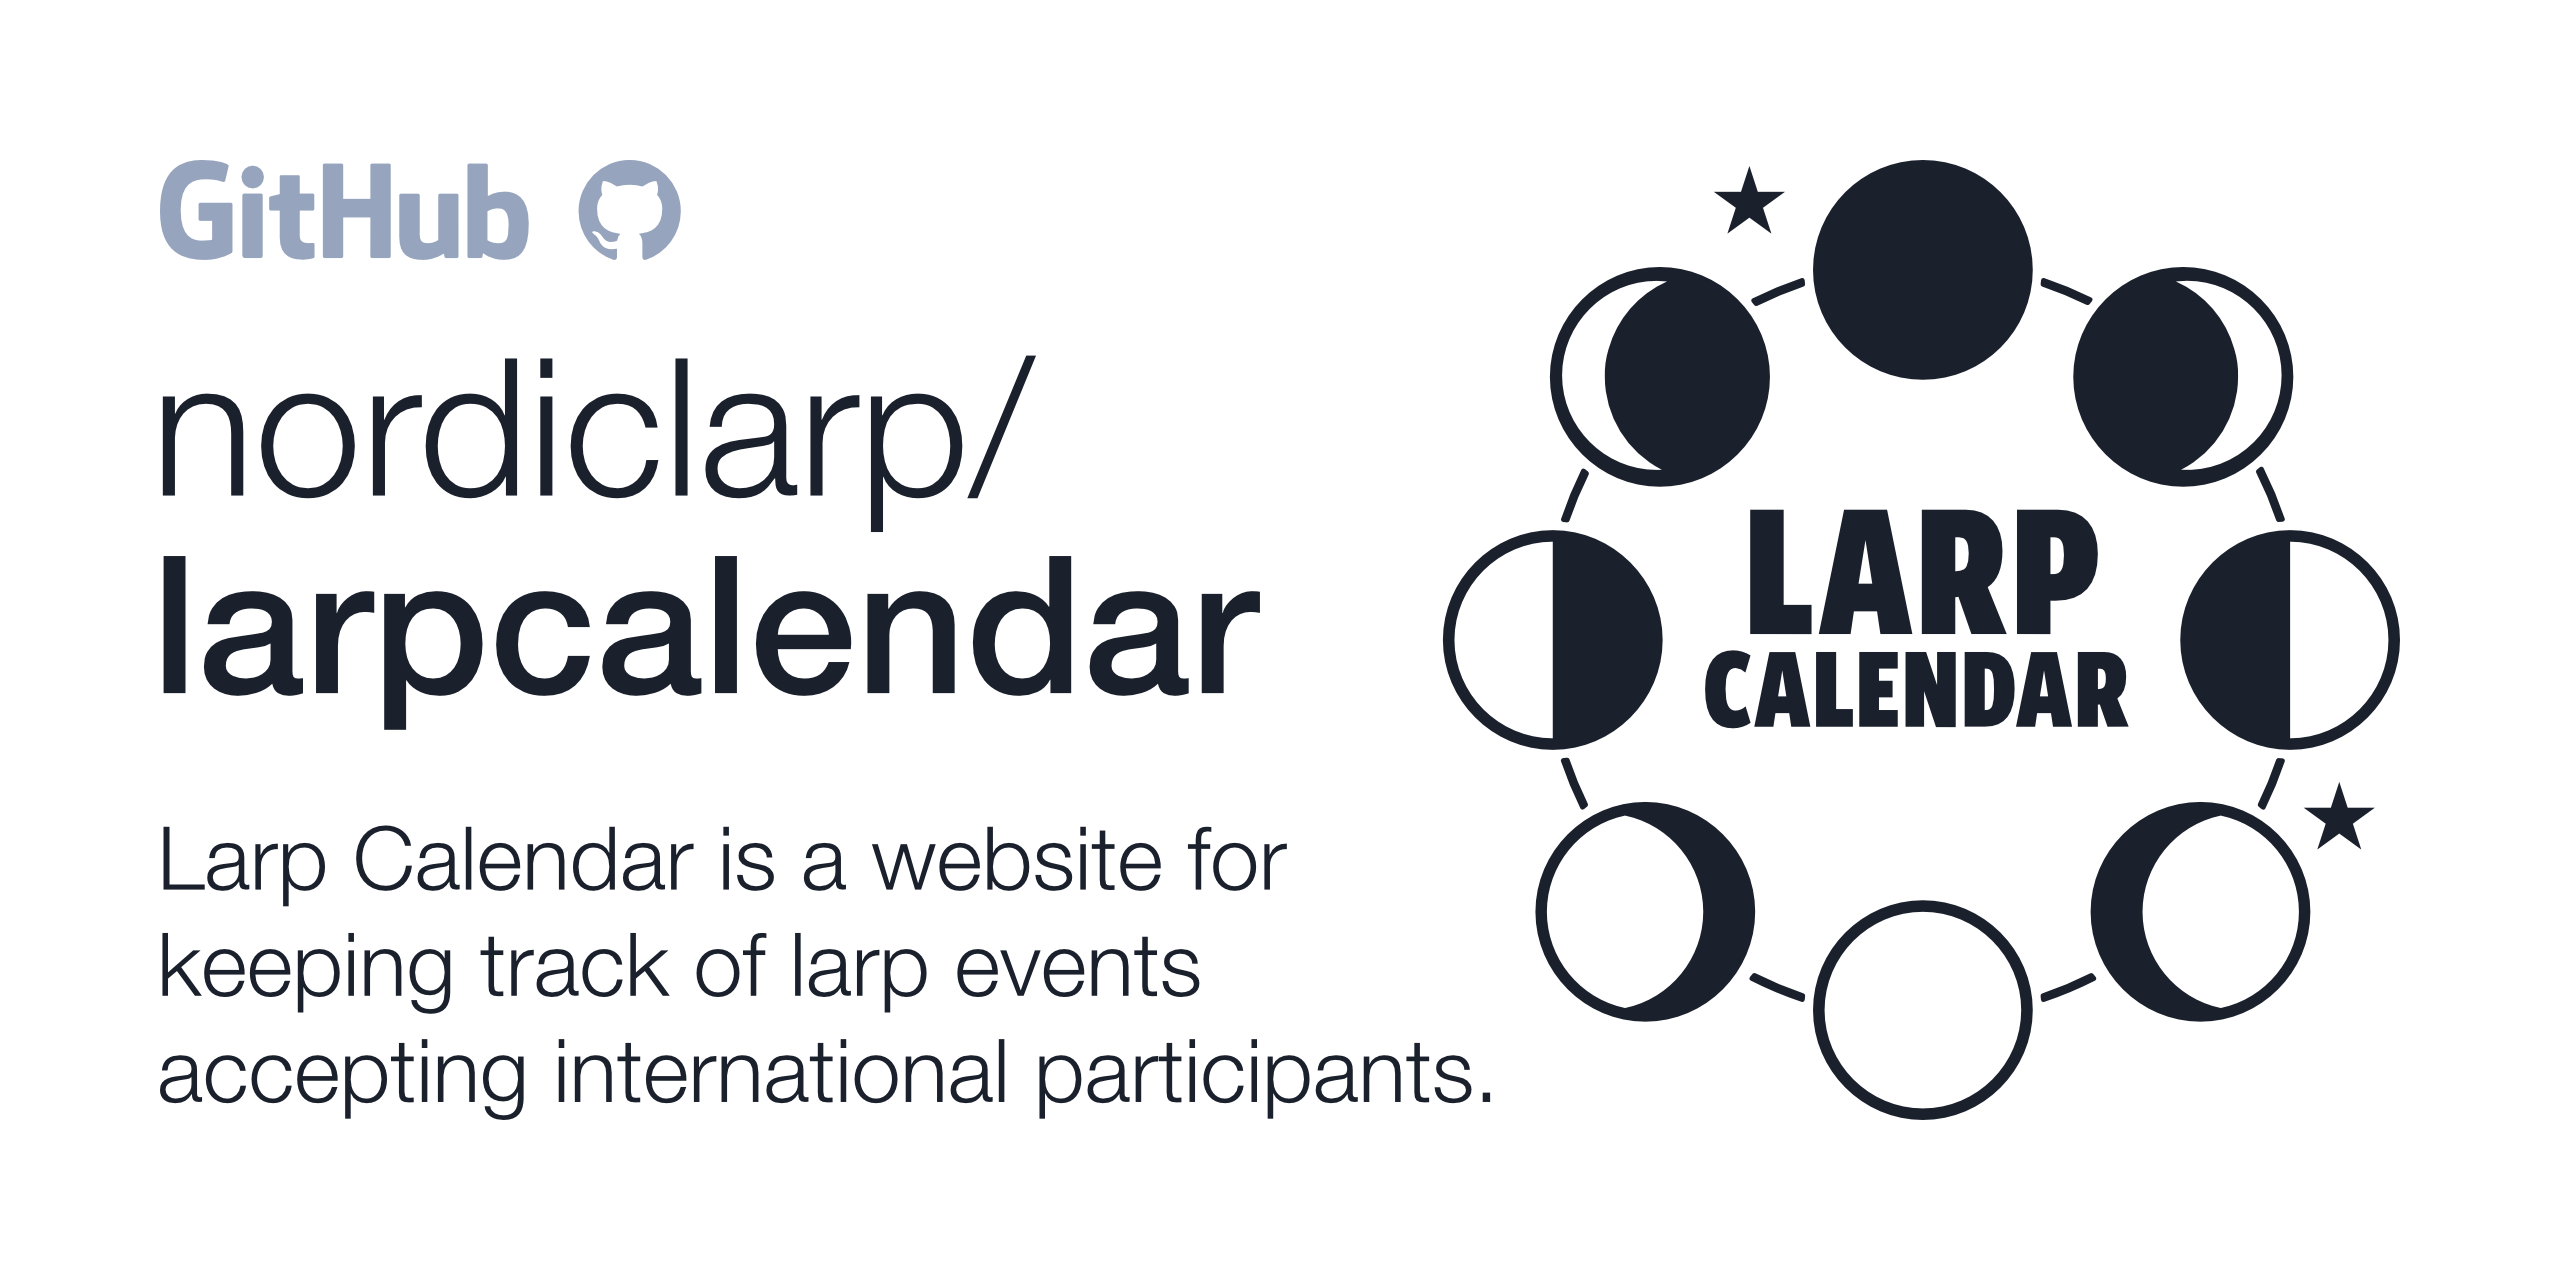 GitHub
nordiclarp/
larpcalendar
Larp Calendar is a website for
keeping track of larp events
accepting international participants.
LARP
CALENDAR